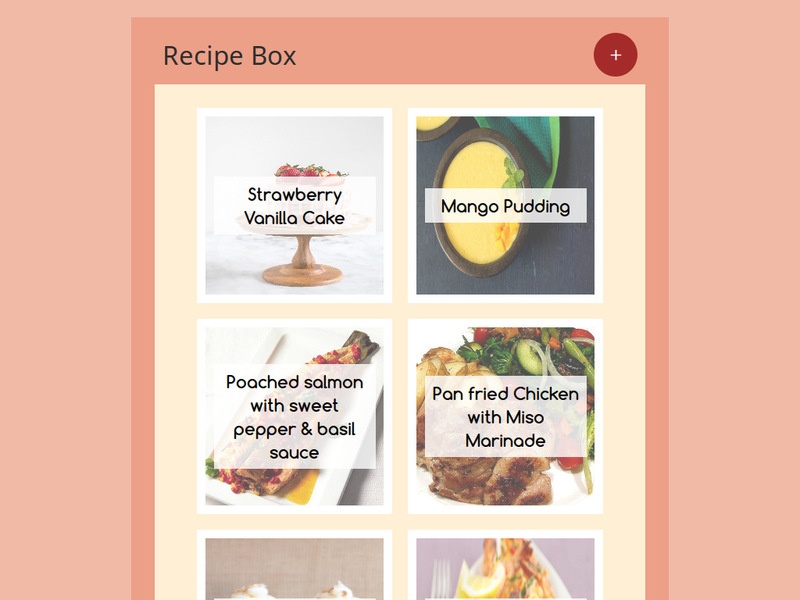 Recipe Box
+
Strawberry
Vanilla Cake
Mango Pudding
Poached salmon
with sweet
pepper & basil
sauce
Pan fried Chicken
with Miso
Marinade